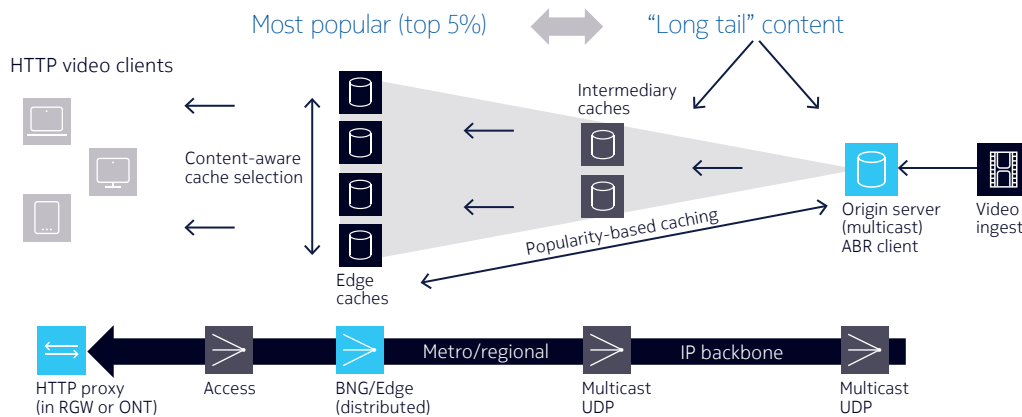 Most popular (top 5%)
“Long tail” content
HTTP video clients
Intermediary
caches
Content-aware
cache selection
Popularity-based caching
Origin server
(multicast)
ABR client
Video
ingest
Edge
caches
Metro/regional
IP backbone
HTTP proxy
(in RGW or ONT)
Access
BNG/Edge
(distributed)
Multicast
UDP
Multicast
UDP